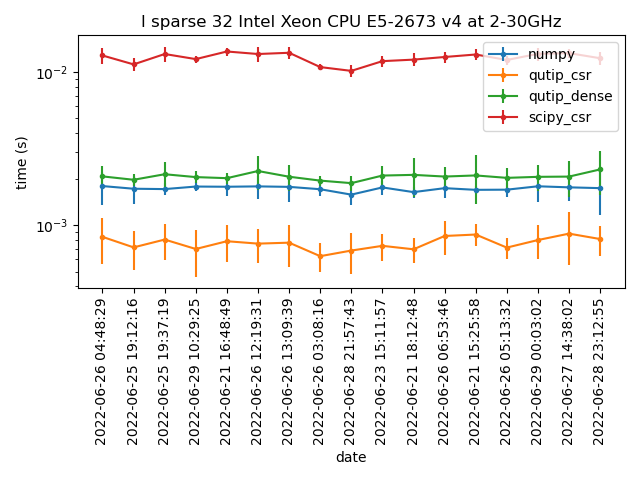 I sparse 32 Intel Xeon CPU E5-2673 v4 at 2-30GHz
numpy
qutip_csr
qutip_dense
scipy_csr
time (s)
10⁻²
10⁻³
2022-06-26 04:48:29
2022-06-25 19:12:16
2022-06-25 19:37:19
2022-06-29 10:29:25
2022-06-21 16:48:49
2022-06-26 12:19:31
2022-06-26 13:09:39
2022-06-26 03:08:16
2022-06-28 21:57:43
2022-06-23 15:11:57
2022-06-21 18:12:48
2022-06-26 06:53:46
2022-06-21 15:25:58
2022-06-26 05:13:32
2022-06-29 00:03:02
2022-06-27 14:38:02
2022-06-28 23:12:55
date